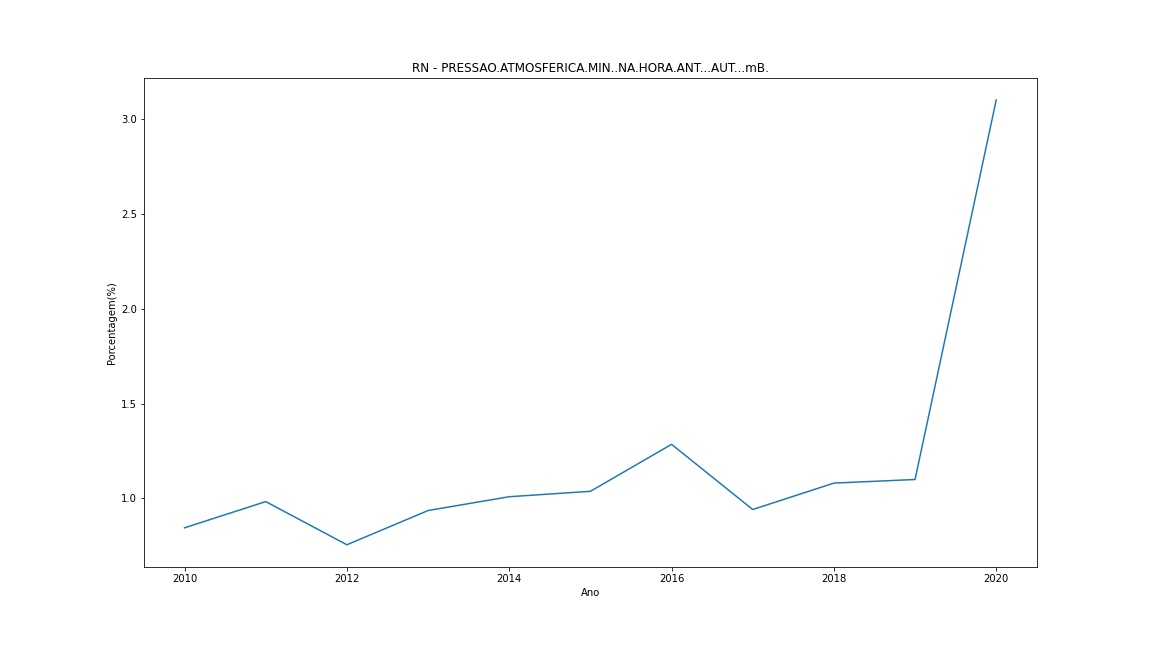 RN - PRESSAO.ATMOSFERICA.MIN..NA.HORA.ANT...AUT...mB.
3.0
2.5
2.0
1.5
1.0
Porcentagem(%)
2010 2012 2014 2016 2018 2020
Ano